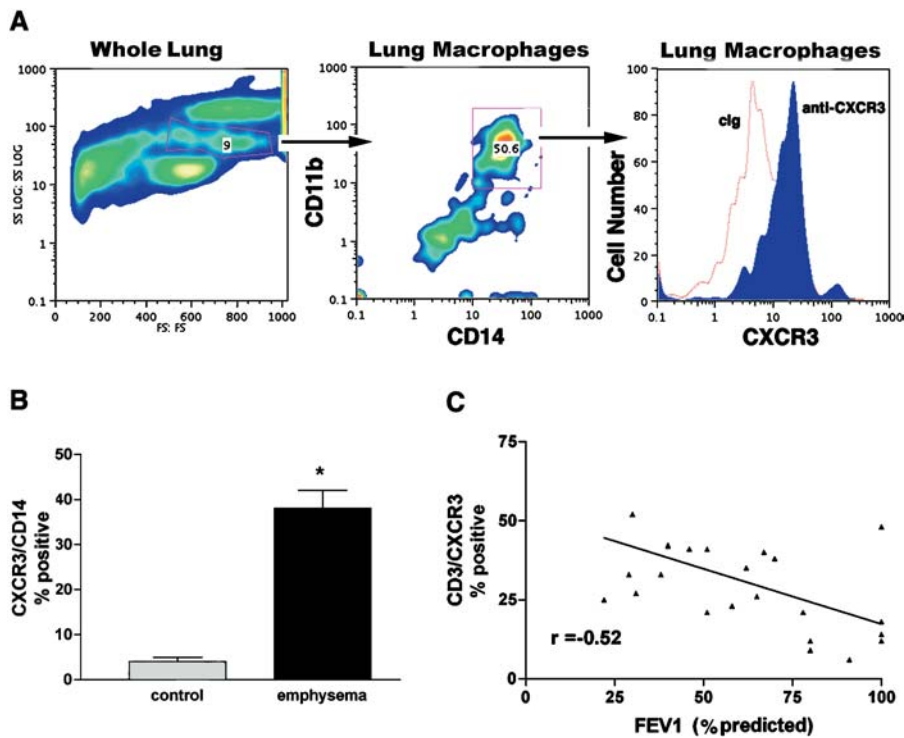 A
Whole Lung
1000
100
10
1
0.1
SS LOG: SS LOG
9
0 200 400 600 800 1000
FS: FS
Lung Macrophages
1000
100
10
1
0.1
CD11b
50.6
0.1 1 10 100 1000
CD14
Lung Macrophages
100
80
60
40
20
0
Cell Number
cIg
anti-CXCR3
0.1 1 10 100 1000
CXCR3
B
CXCR3/CD14
% positive
50
40
30
20
10
0
*
control emphysema
C
CD3/CXCR3
% positive
75
50
25
0
r =-0.52
0 25 50 75 100
FEV1 (% predicted)